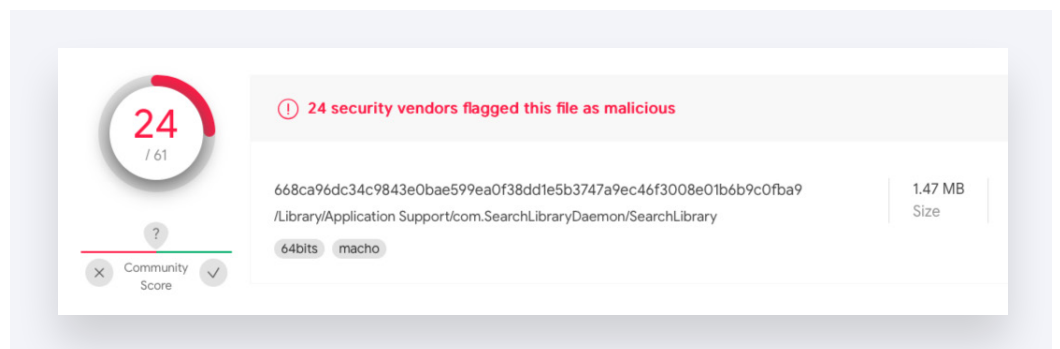 24
/ 61
?
Community
Score
24 security vendors flagged this file as malicious
668ca96dc34c9843e0bae599ea0f38dd1e5b3747a9ec46f3008e01b6b9c0fba9
/Library/Application Support/com.SearchLibraryDaemon/SearchLibrary
64bits macho
1.47 MB
Size